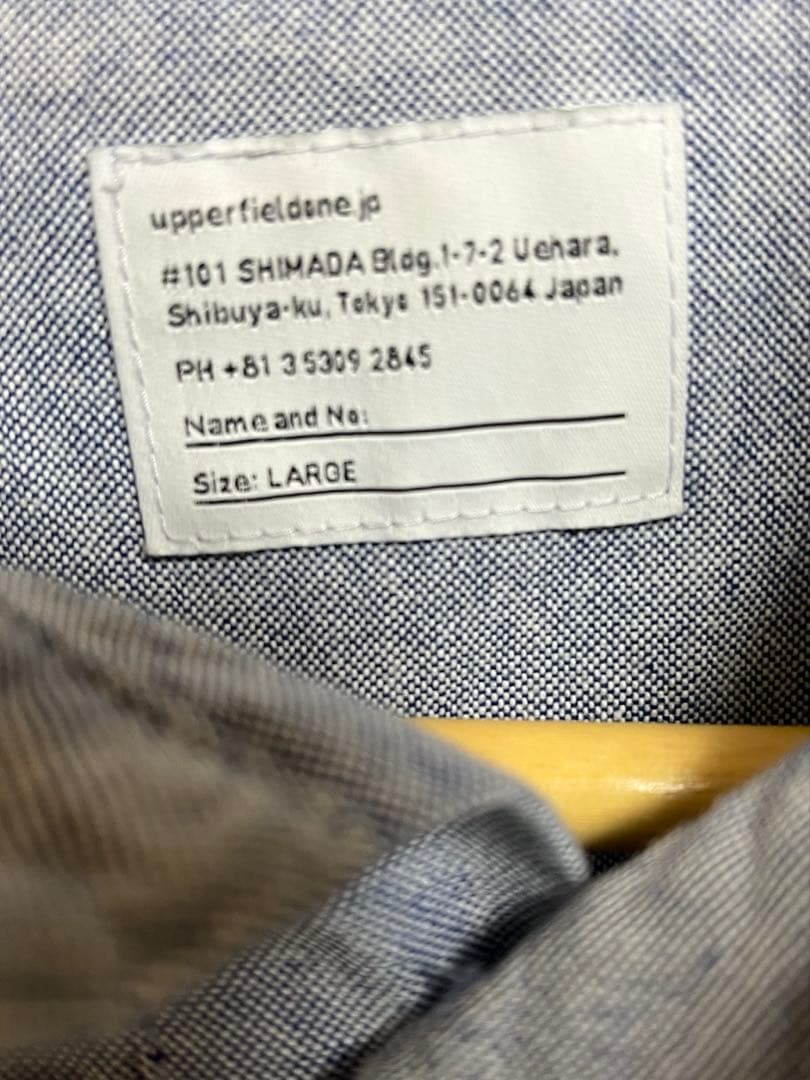 upperfieldone.jp
#101 SHIMADA Bldg.1-7-2 Uehara,
Shibuya-ku, Tokyo 151-0064 Japan
PH +81 3 5309 2845
Name and No:
Size: LARGE